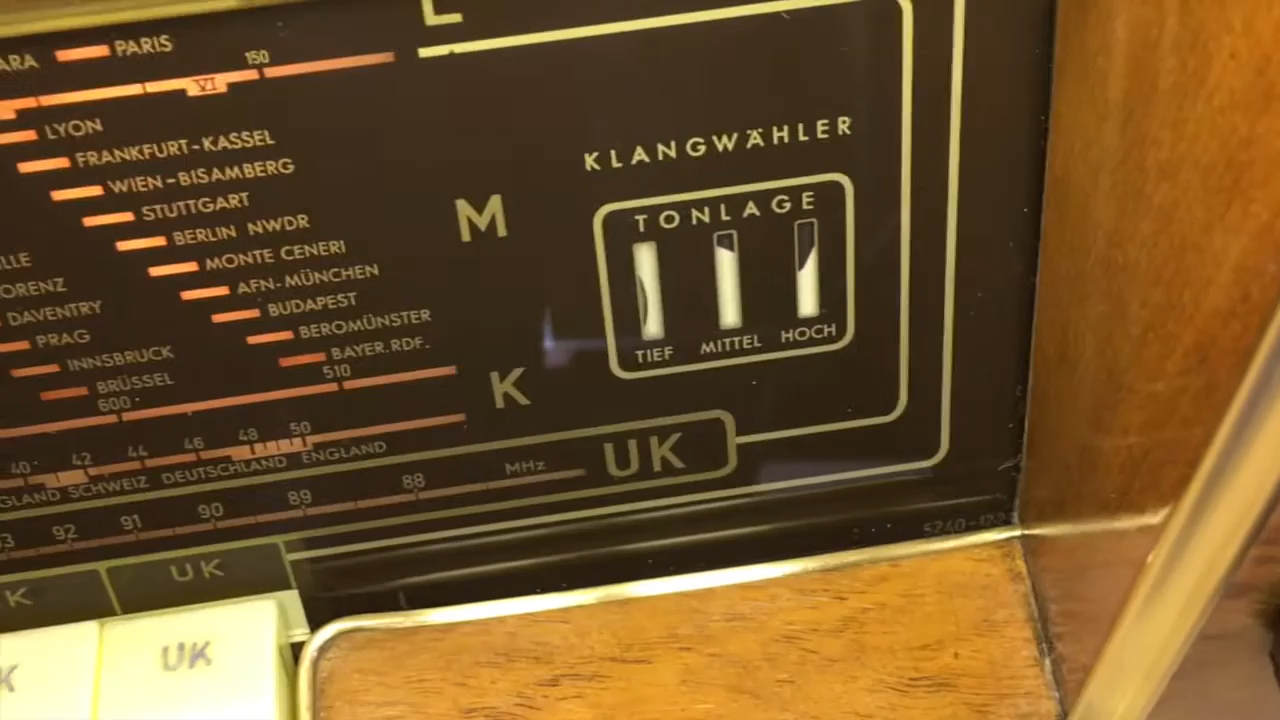 L
PARIS
150
VI
LYON
FRANKFURT-KASSEL
WIEN-BISAMBERG
STUTTGART
BERLIN NWDR
MONTE CENERI
AFN-MÜNCHEN
DAVENTRY
BUDAPEST
PRAG
BEROMÜNSTER
INNSBRUCK
BAYER.RDF.
BRÜSSEL
600
510
M
KLANGWÄHLER
TONLAGE
TIEF MITTEL HOCH
K
40 42 44 46 48 50
SCHWEIZ DEUTSCHLAND ENGLAND
92 91 90 89 88 MHz
UK
K UK
UK